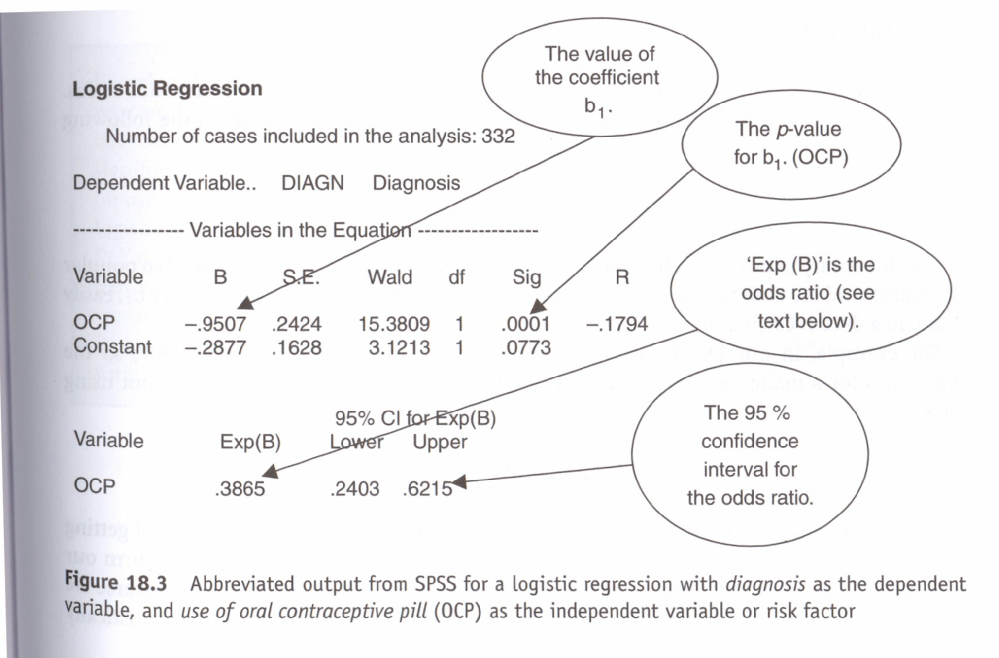 The value of
the coefficient
b₁.
Logistic Regression
The p-value
for b₁. (OCP)
Number of cases included in the analysis: 332
Dependent Variable.. DIAGN Diagnosis
----------------- Variables in the Equation -------------------
'Exp (B)' is the
odds ratio (see
text below).
Variable B S.E. Wald df Sig R
OCP –.9507 .2424 15.3809 1 .0001 –.1794
Constant –.2877 .1628 3.1213 1 .0773
95% CI for Exp(B)
Variable Exp(B) Lower Upper
OCP .3865 .2403 .6215
The 95 %
confidence
interval for
the odds ratio.
Figure 18.3 Abbreviated output from SPSS for a logistic regression with diagnosis as the dependent
variable, and use of oral contraceptive pill (OCP) as the independent variable or risk factor